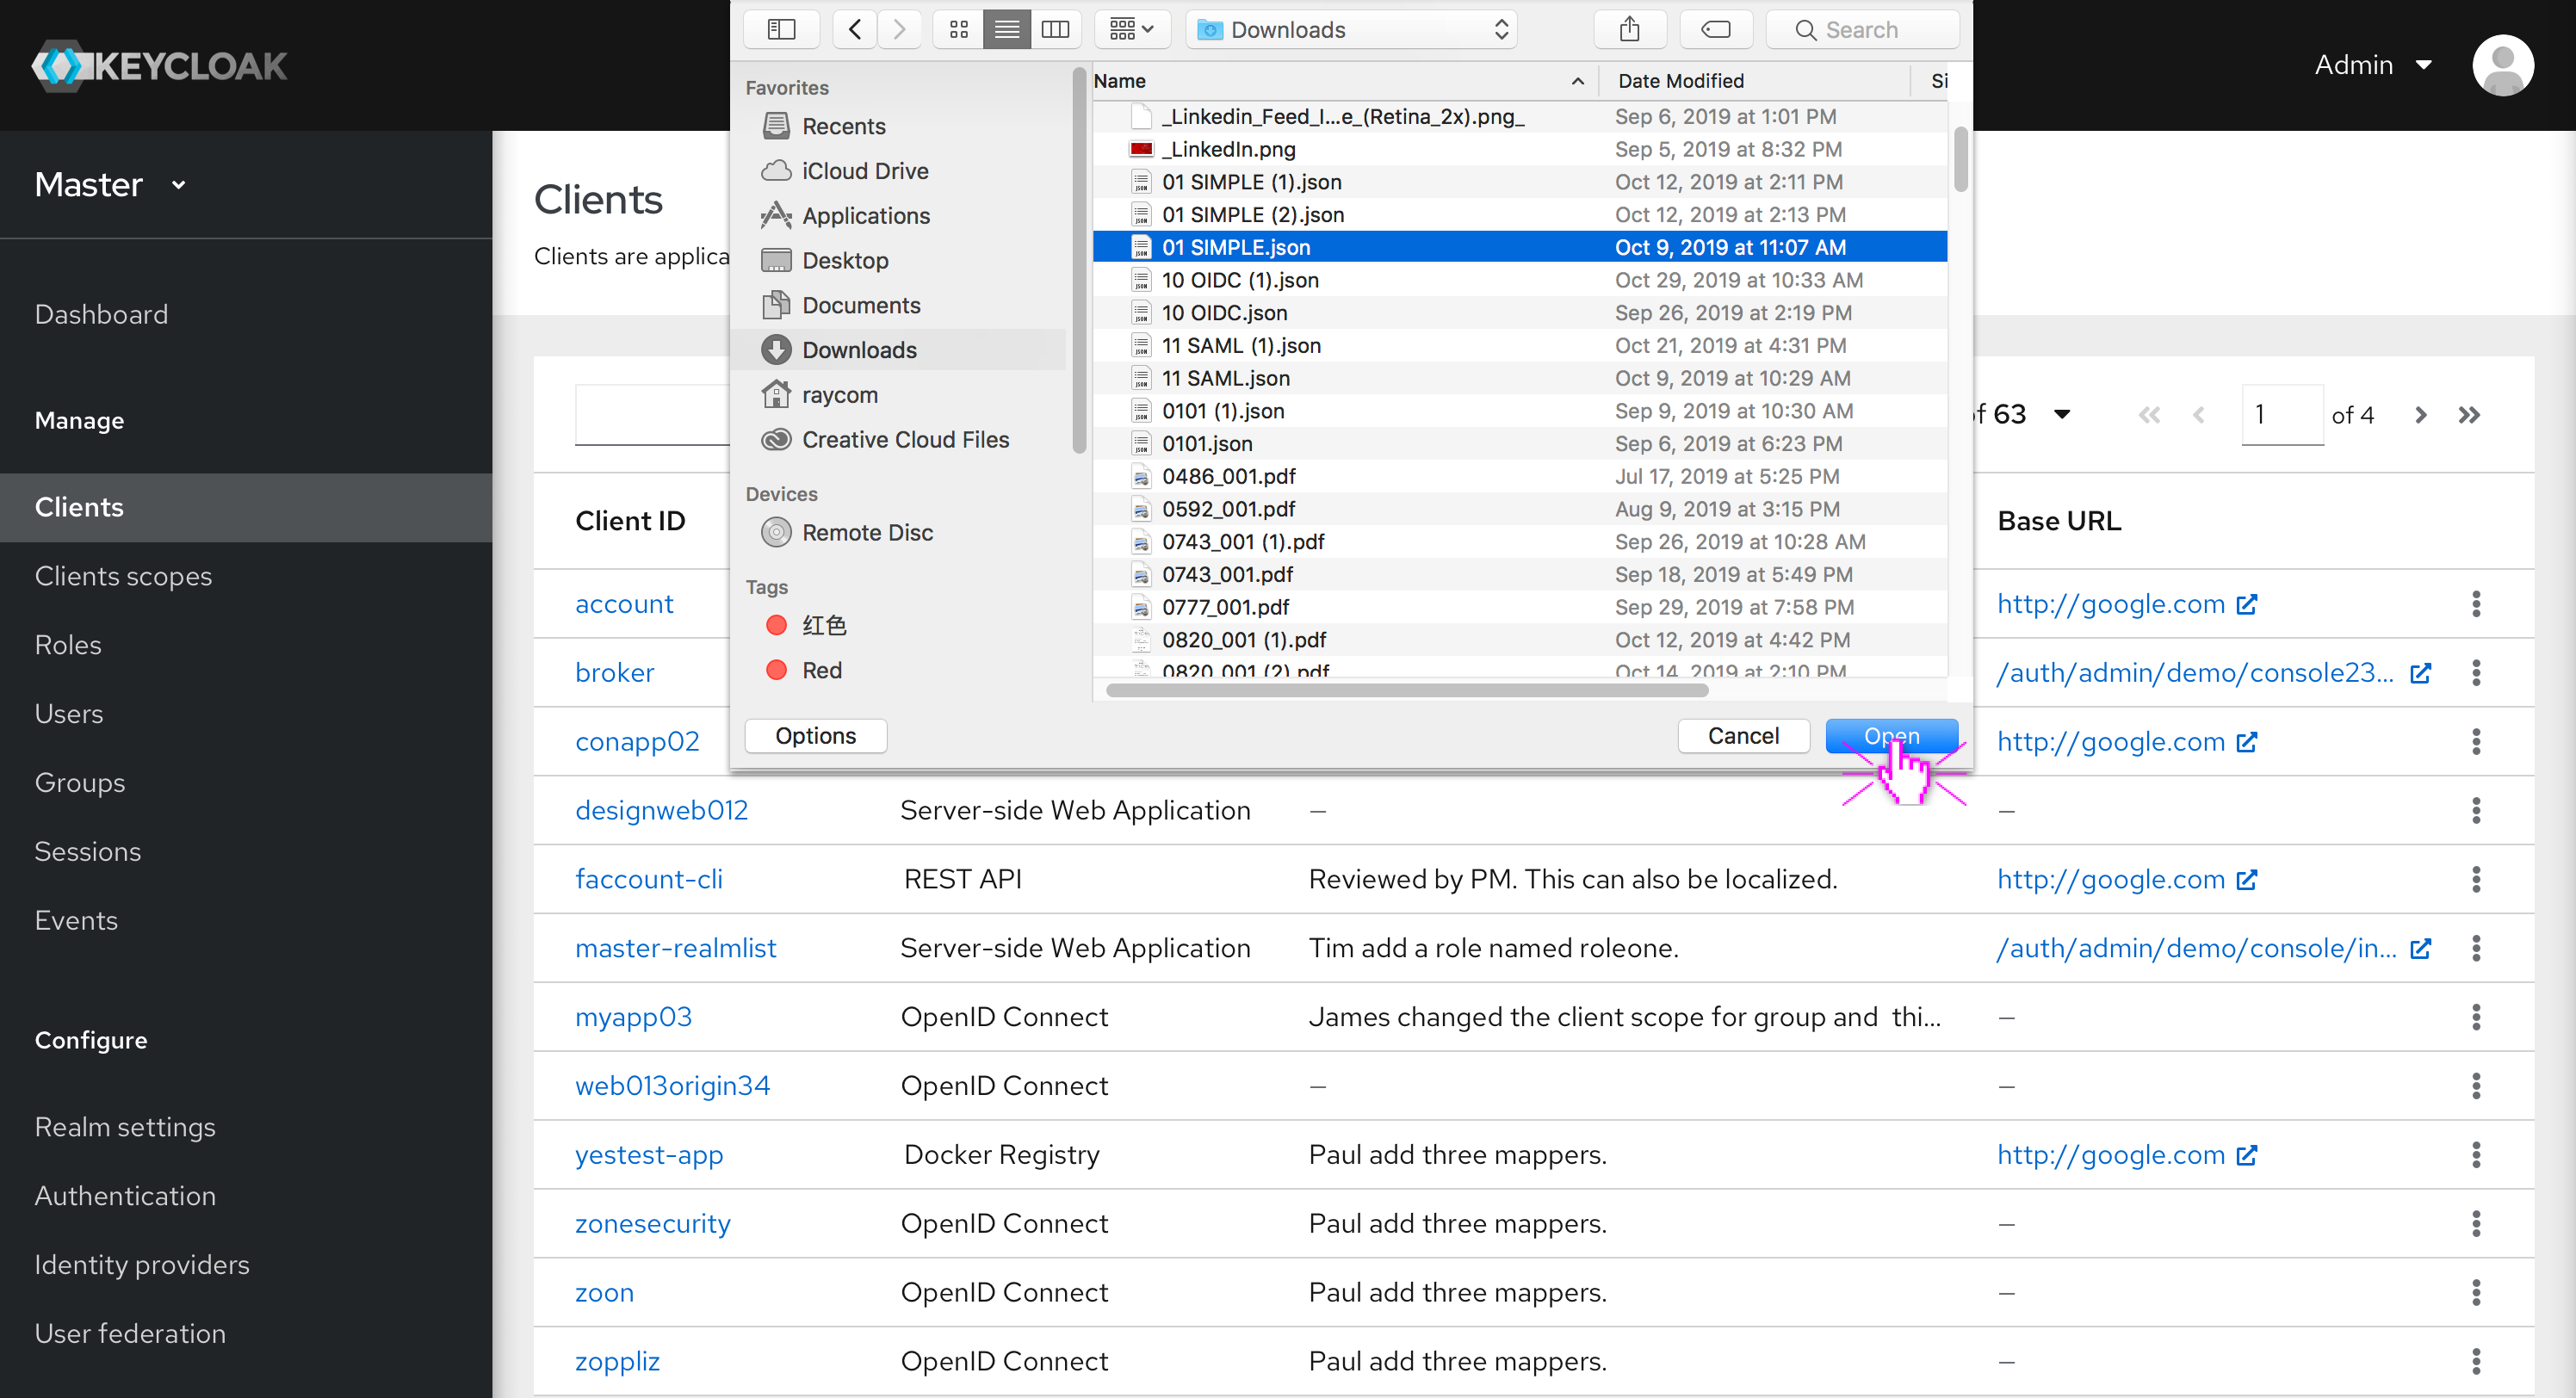 KEYCLOAK
Admin
Master
Dashboard
Manage
Clients
Clients scopes
Roles
Users
Groups
Sessions
Events
Configure
Realm settings
Authentication
Identity providers
User federation
Downloads
Search
Favorites
Recents
iCloud Drive
Applications
Desktop
Documents
Downloads
raycom
Creative Cloud Files
Devices
Remote Disc
Tags
红色
Red
Name Date Modified Si
_Linkedin_Feed_I...e_(Retina_2x).png_ Sep 6, 2019 at 1:01 PM
_LinkedIn.png Sep 5, 2019 at 8:32 PM
01 SIMPLE (1).json Oct 12, 2019 at 2:11 PM
01 SIMPLE (2).json Oct 12, 2019 at 2:13 PM
01 SIMPLE.json Oct 9, 2019 at 11:07 AM
10 OIDC (1).json Oct 29, 2019 at 10:33 AM
10 OIDC.json Sep 26, 2019 at 2:19 PM
11 SAML (1).json Oct 21, 2019 at 4:31 PM
11 SAML.json Oct 9, 2019 at 10:29 AM
0101 (1).json Sep 9, 2019 at 10:30 AM
0101.json Sep 6, 2019 at 6:23 PM
0486_001.pdf Jul 17, 2019 at 5:25 PM
0592_001.pdf Aug 9, 2019 at 3:15 PM
0743_001 (1).pdf Sep 26, 2019 at 10:28 AM
0743_001.pdf Sep 18, 2019 at 5:49 PM
0777_001.pdf Sep 29, 2019 at 7:58 PM
0820_001 (1).pdf Oct 12, 2019 at 4:42 PM
0820_001 (2).pdf Oct 14, 2019 at 2:10 PM
Options Cancel Open
Clients
Clients are applica
of 63 1 of 4
Client ID Base URL
account http://google.com
broker /auth/admin/demo/console23...
conapp02 http://google.com
designweb012 Server-side Web Application – –
faccount-cli REST API Reviewed by PM. This can also be localized. http://google.com
master-realmlist Server-side Web Application Tim add a role named roleone. /auth/admin/demo/console/in...
myapp03 OpenID Connect James changed the client scope for group and thi... –
web013origin34 OpenID Connect – –
yestest-app Docker Registry Paul add three mappers. http://google.com
zonesecurity OpenID Connect Paul add three mappers. –
zoon OpenID Connect Paul add three mappers. –
zoppliz OpenID Connect Paul add three mappers. –